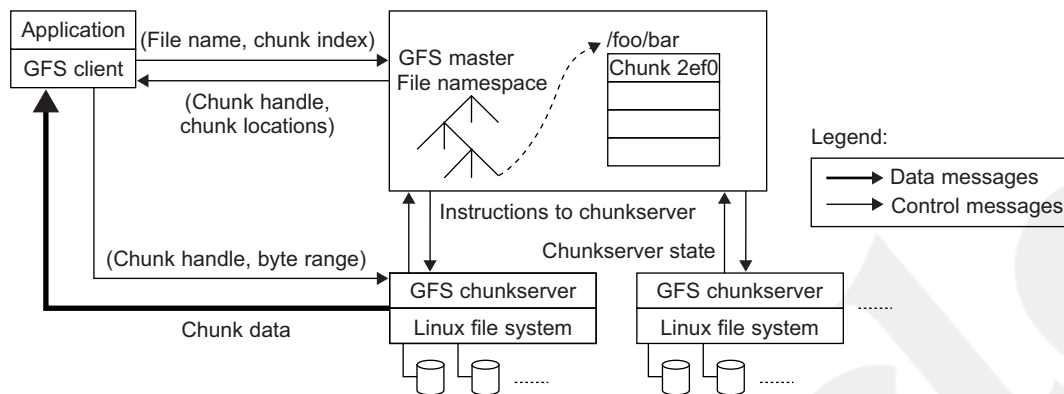 Application
GFS client
(File name, chunk index)
(Chunk handle,
chunk locations)
GFS master
File namespace
/foo/bar
Chunk 2ef0
Legend:
Data messages
Control messages
Instructions to chunkserver
Chunkserver state
(Chunk handle, byte range)
Chunk data
GFS chunkserver
Linux file system
GFS chunkserver
Linux file system